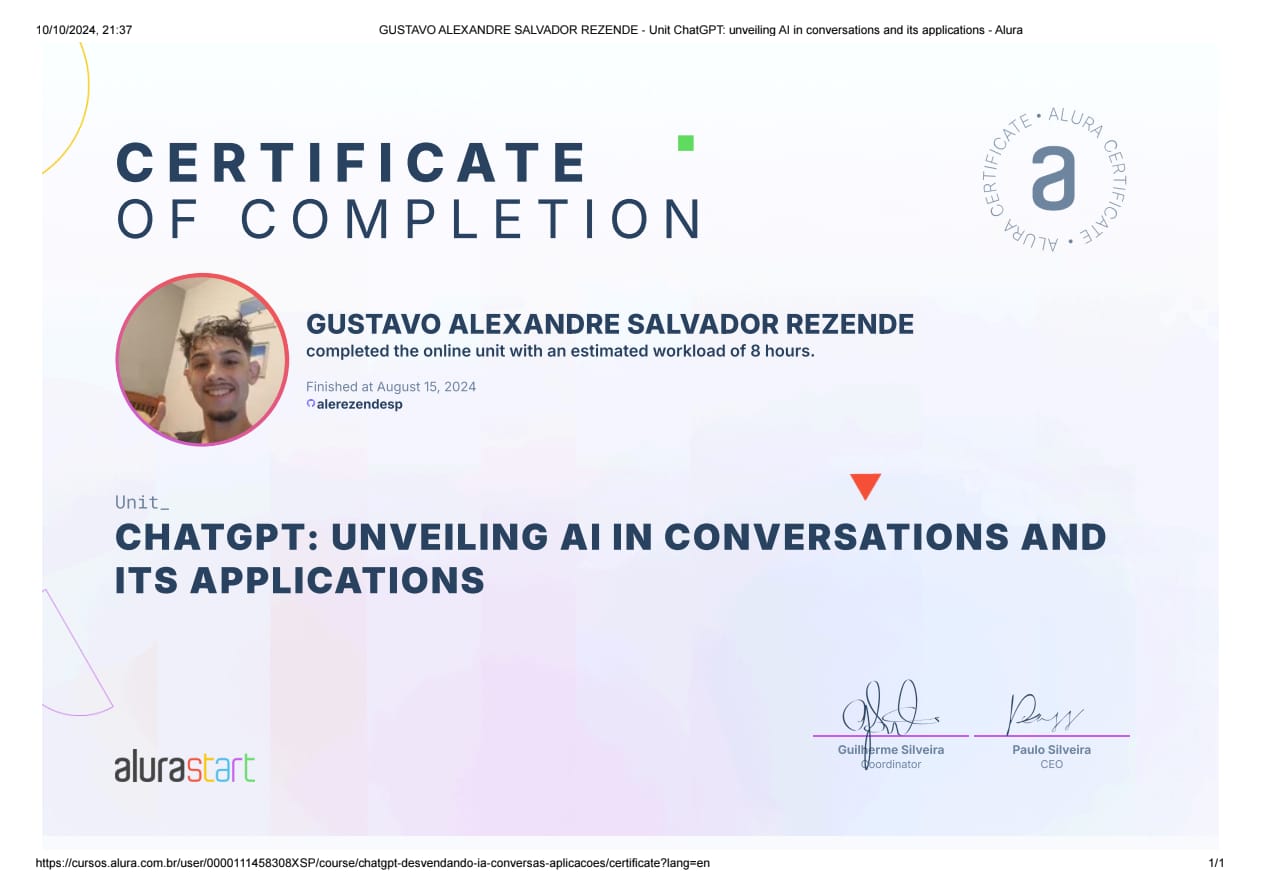 10/10/2024, 21:37
GUSTAVO ALEXANDRE SALVADOR REZENDE - Unit ChatGPT: unveiling AI in conversations and its applications - Alura
CERTIFICATE
OF COMPLETION
ALURA CERTIFICATE • ALURA CERTIFICATE •
a
GUSTAVO ALEXANDRE SALVADOR REZENDE
completed the online unit with an estimated workload of 8 hours.
Finished at August 15, 2024
alerezendesp
Unit_
CHATGPT: UNVEILING AI IN CONVERSATIONS AND
ITS APPLICATIONS
Guilherme Silveira
Coordinator
Paulo Silveira
CEO
alurastart
https://cursos.alura.com.br/user/0000111458308XSP/course/chatgpt-desvendando-ia-conversas-aplicacoes/certificate?lang=en
1/1